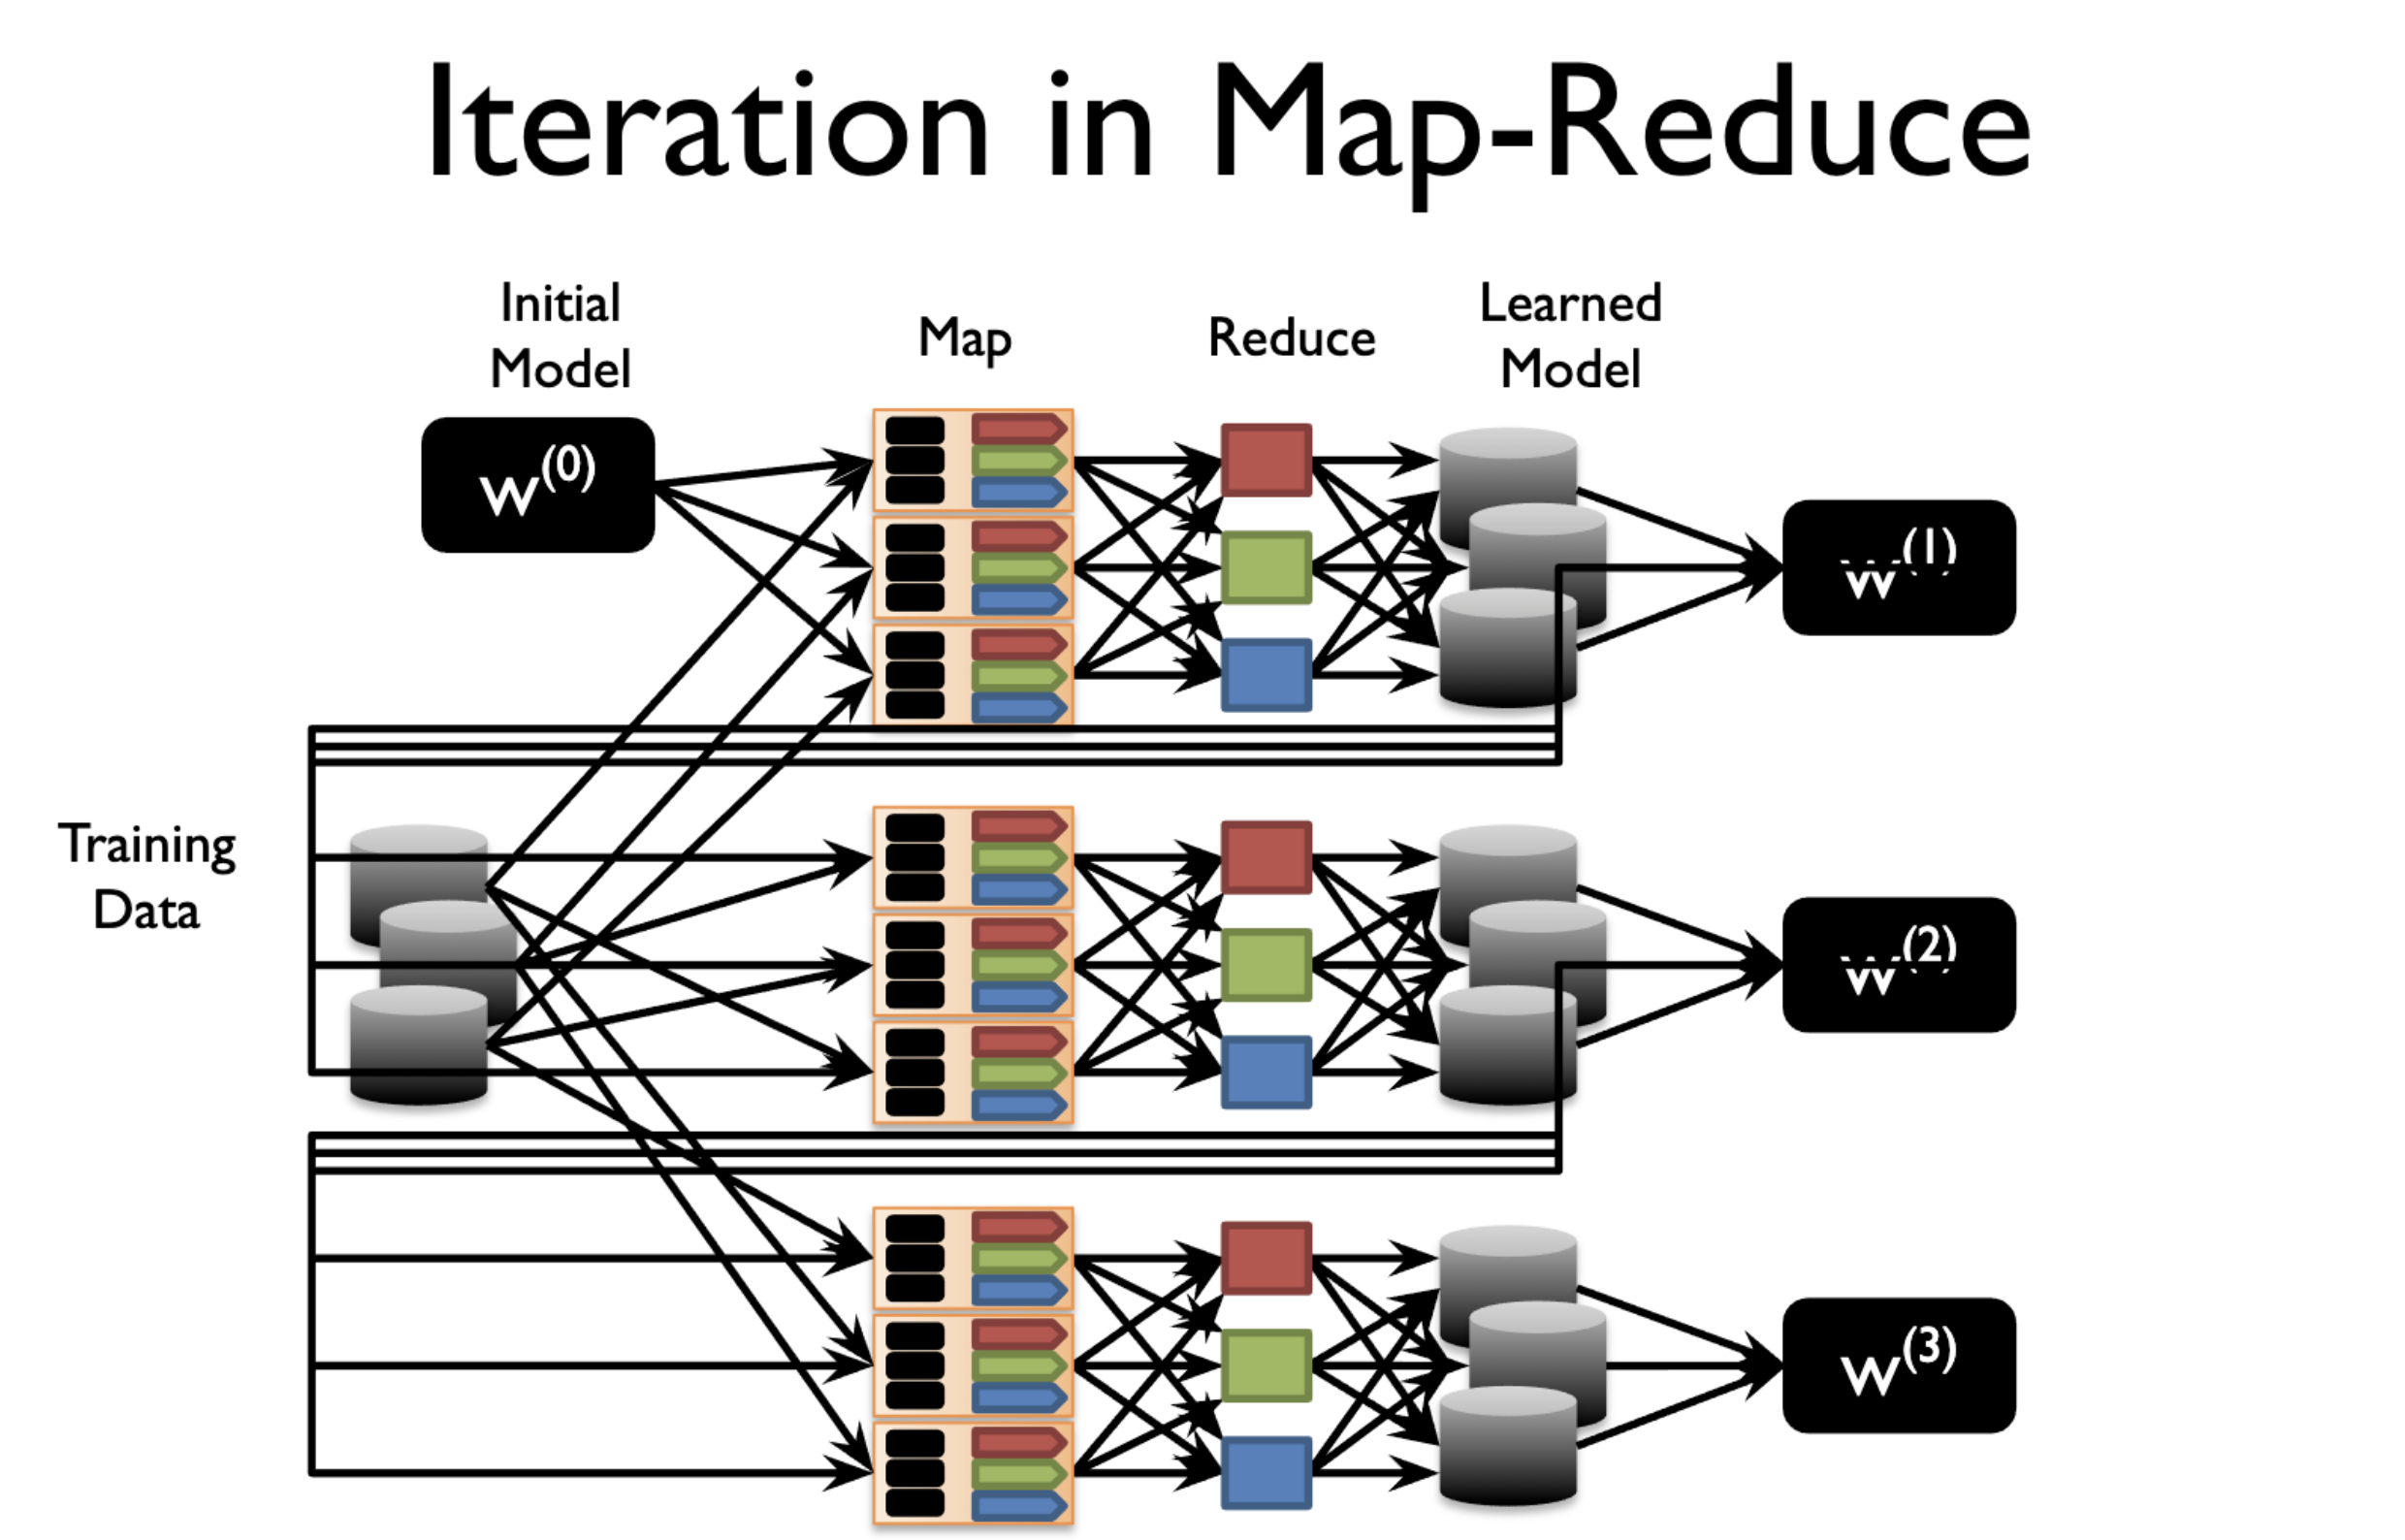 Iteration in Map-Reduce
Initial
Model
Map
Reduce
Learned
Model
w(0)
w(1)
Training
Data
w(2)
w(3)